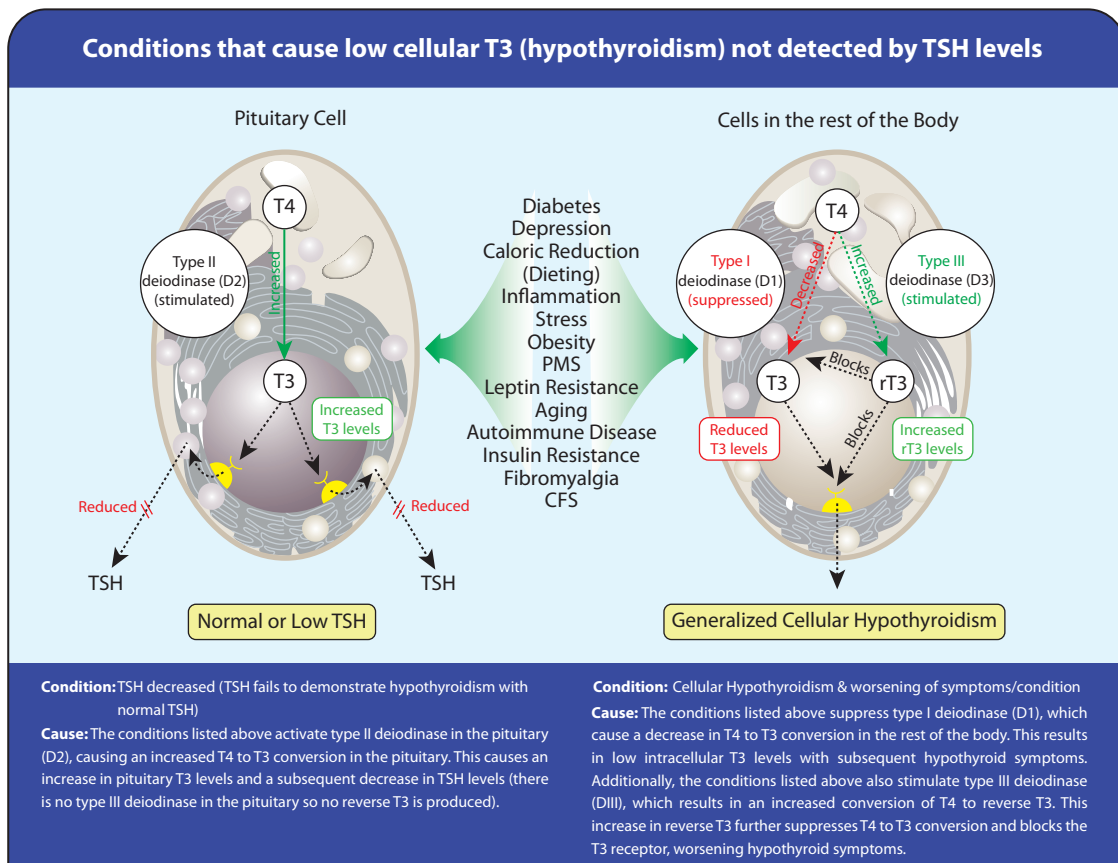 Conditions that cause low cellular T3 (hypothyroidism) not detected by TSH levels
Pituitary Cell
T4
Type II
deiodinase (D2)
(stimulated)
Increased
T3
Increased
T3 levels
Reduced
Reduced
TSH
TSH
Normal or Low TSH
Diabetes
Depression
Caloric Reduction
(Dieting)
Inflammation
Stress
Obesity
PMS
Leptin Resistance
Aging
Autoimmune Disease
Insulin Resistance
Fibromyalgia
CFS
Cells in the rest of the Body
T4
Type I
deiodinase (D1)
(suppressed)
Decreased
Increased
Type III
deiodinase (D3)
(stimulated)
T3
Blocks
rT3
Reduced
T3 levels
Blocks
Increased
rT3 levels
Generalized Cellular Hypothyroidism
Condition: TSH decreased (TSH fails to demonstrate hypothyroidism with
normal TSH)
Cause: The conditions listed above activate type II deiodinase in the pituitary
(D2), causing an increased T4 to T3 conversion in the pituitary. This causes an
increase in pituitary T3 levels and a subsequent decrease in TSH levels (there
is no type III deiodinase in the pituitary so no reverse T3 is produced).
Condition: Cellular Hypothyroidism & worsening of symptoms/condition
Cause: The conditions listed above suppress type I deiodinase (D1), which
cause a decrease in T4 to T3 conversion in the rest of the body. This results
in low intracellular T3 levels with subsequent hypothyroid symptoms.
Additionally, the conditions listed above also stimulate type III deiodinase
(DIII), which results in an increased conversion of T4 to reverse T3. This
increase in reverse T3 further suppresses T4 to T3 conversion and blocks the
T3 receptor, worsening hypothyroid symptoms.